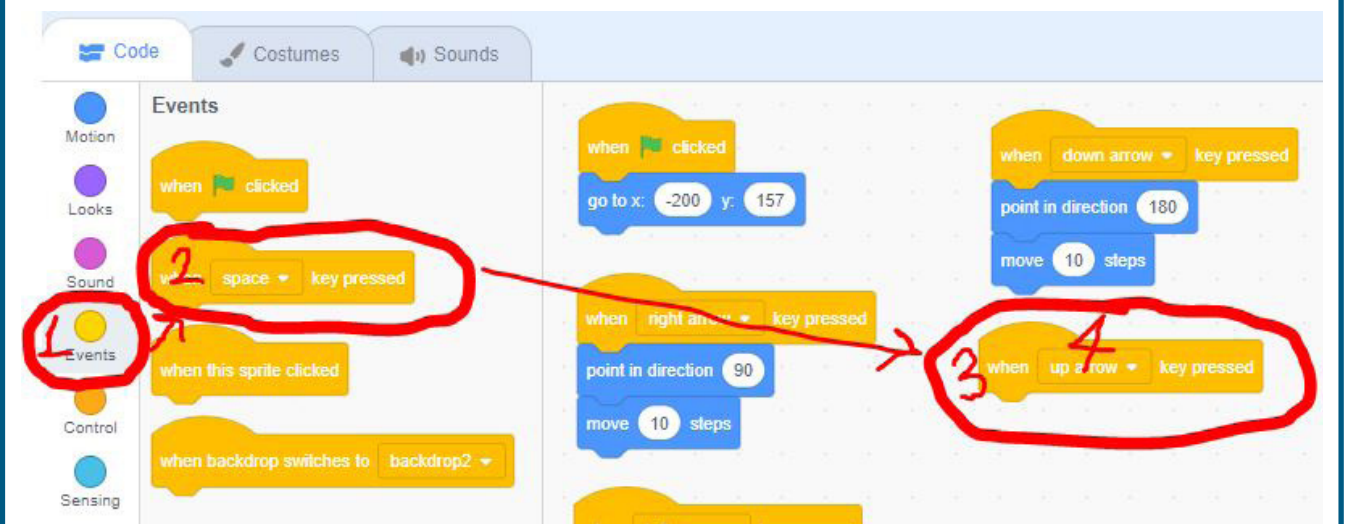 Code
Costumes
Sounds
Motion
Looks
Sound
Events
Control
Sensing
Events
when clicked
2
when space key pressed
when this sprite clicked
when backdrop switches to backdrop2
1
when clicked
go to x: -200 y: 157
when right arrow key pressed
point in direction 90
move 10 steps
when down arrow key pressed
point in direction 180
move 10 steps
3
4
when up arrow key pressed